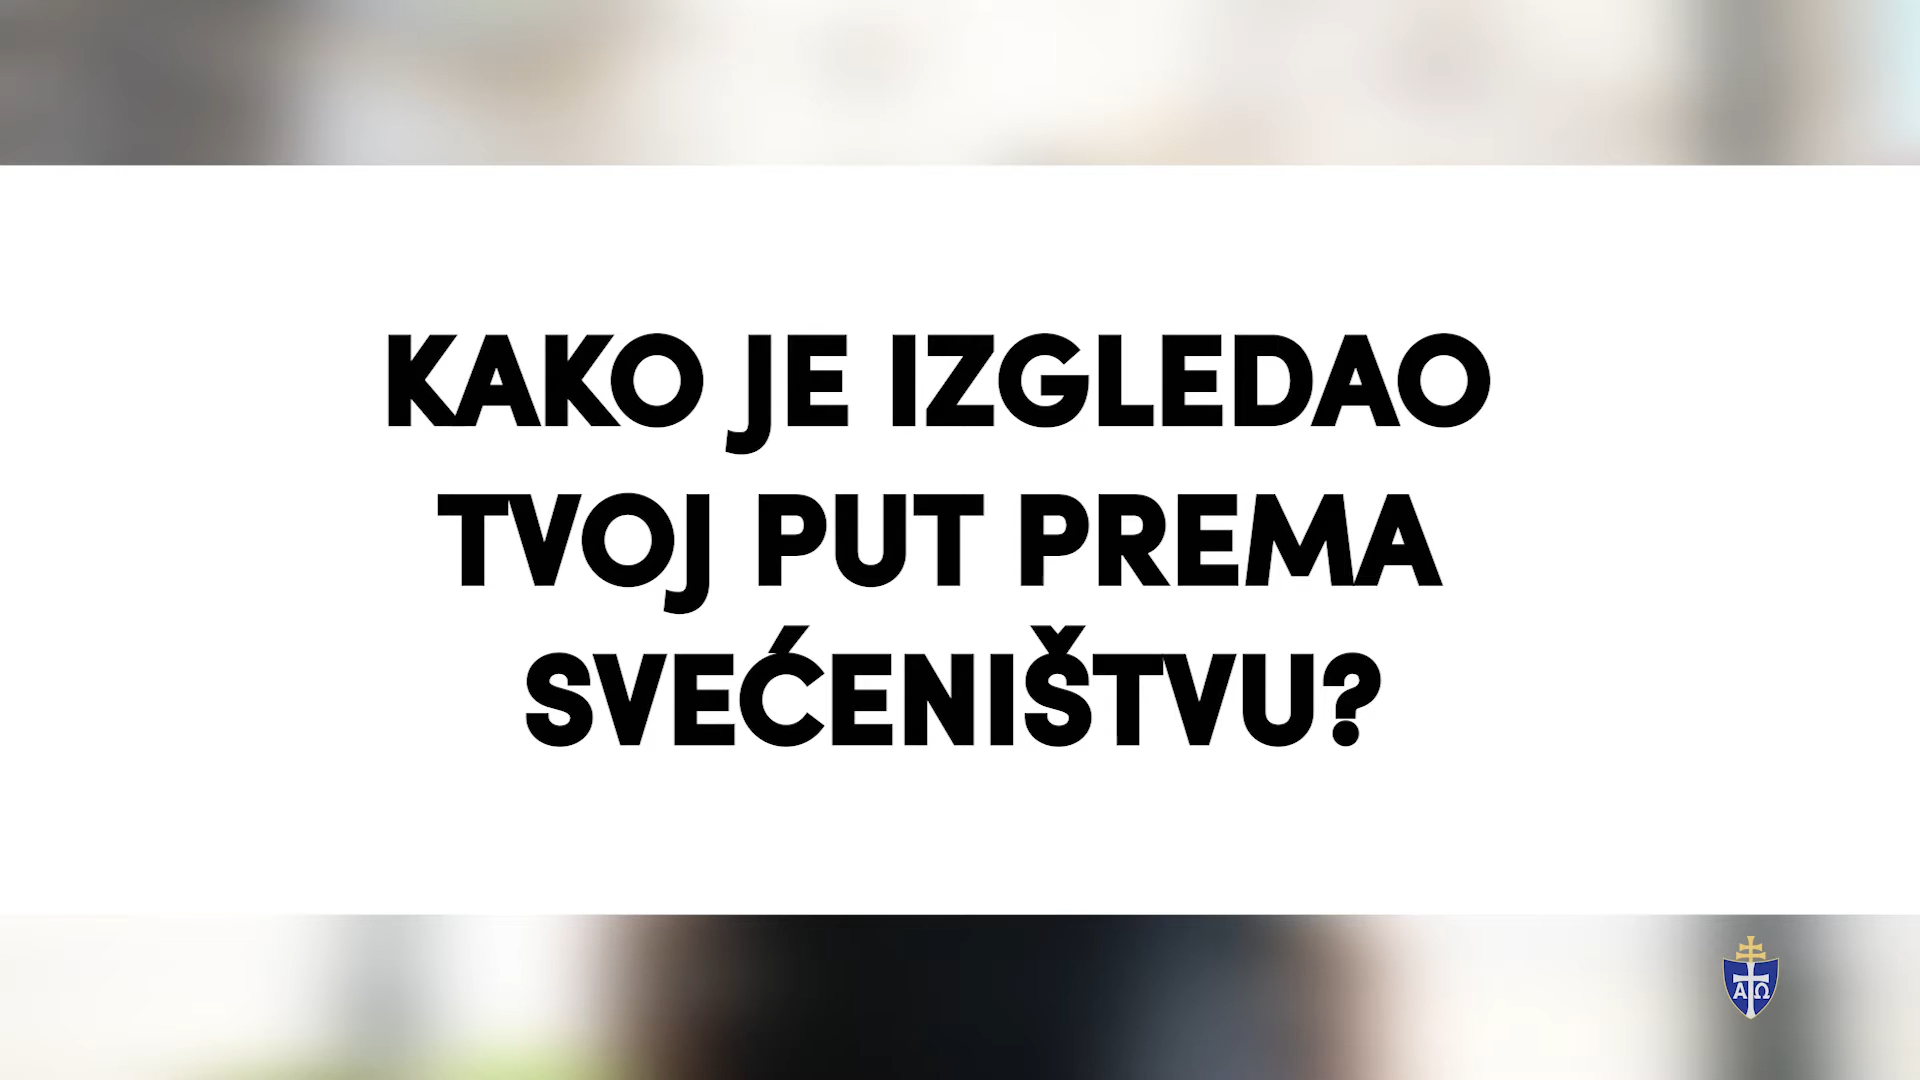 KAKO JE IZGLEDAO
TVOJ PUT PREMA
SVEĆENIŠTVU?
Α Ω